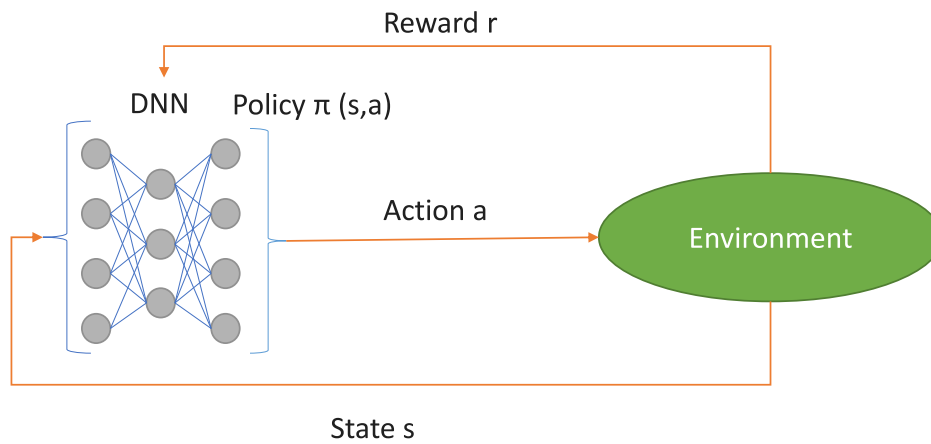 Reward r
DNN
Policy π (s,a)
Action a
Environment
State s